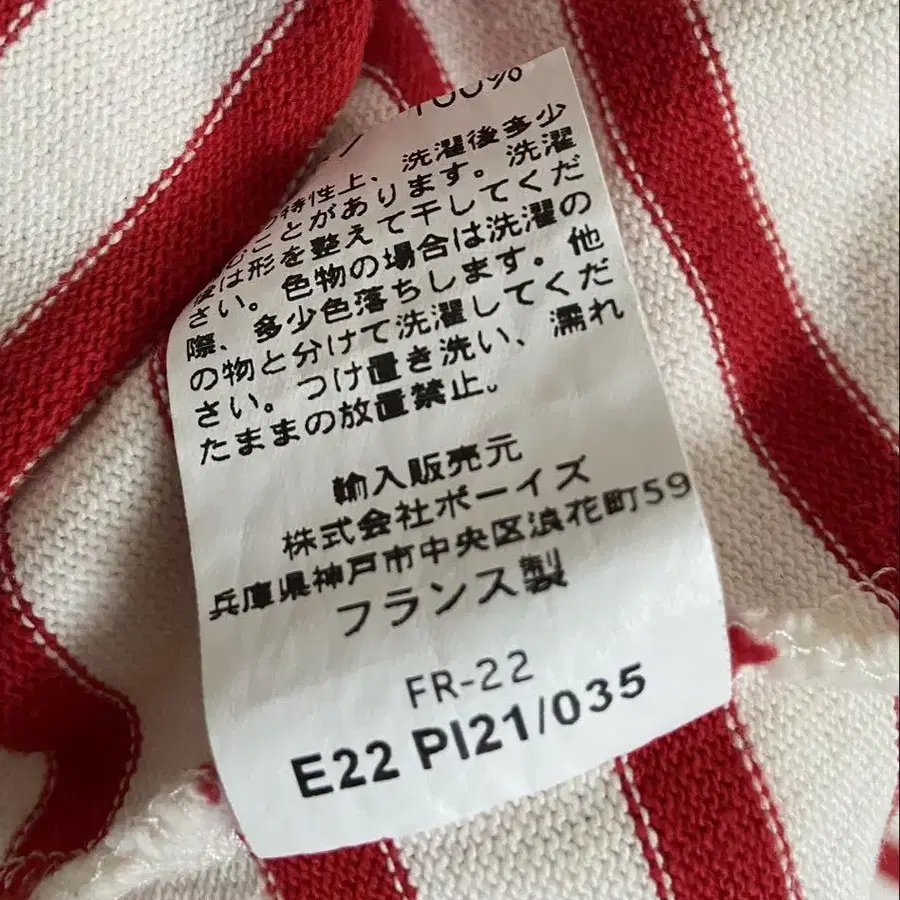 100%
特性上、洗濯後多少
ことがあります。洗濯
後は形を整えて干してくだ
さい。色物の場合は洗濯の
際、多少色落ちします。他
の物と分けて洗濯してくだ
さい。つけ置き洗い、濡れ
たままの放置禁止。
輸入販売元
株式会社ボーイズ
兵庫県神戸市中央区浪花町59
フランス製
FR-22
E22 PI21/035